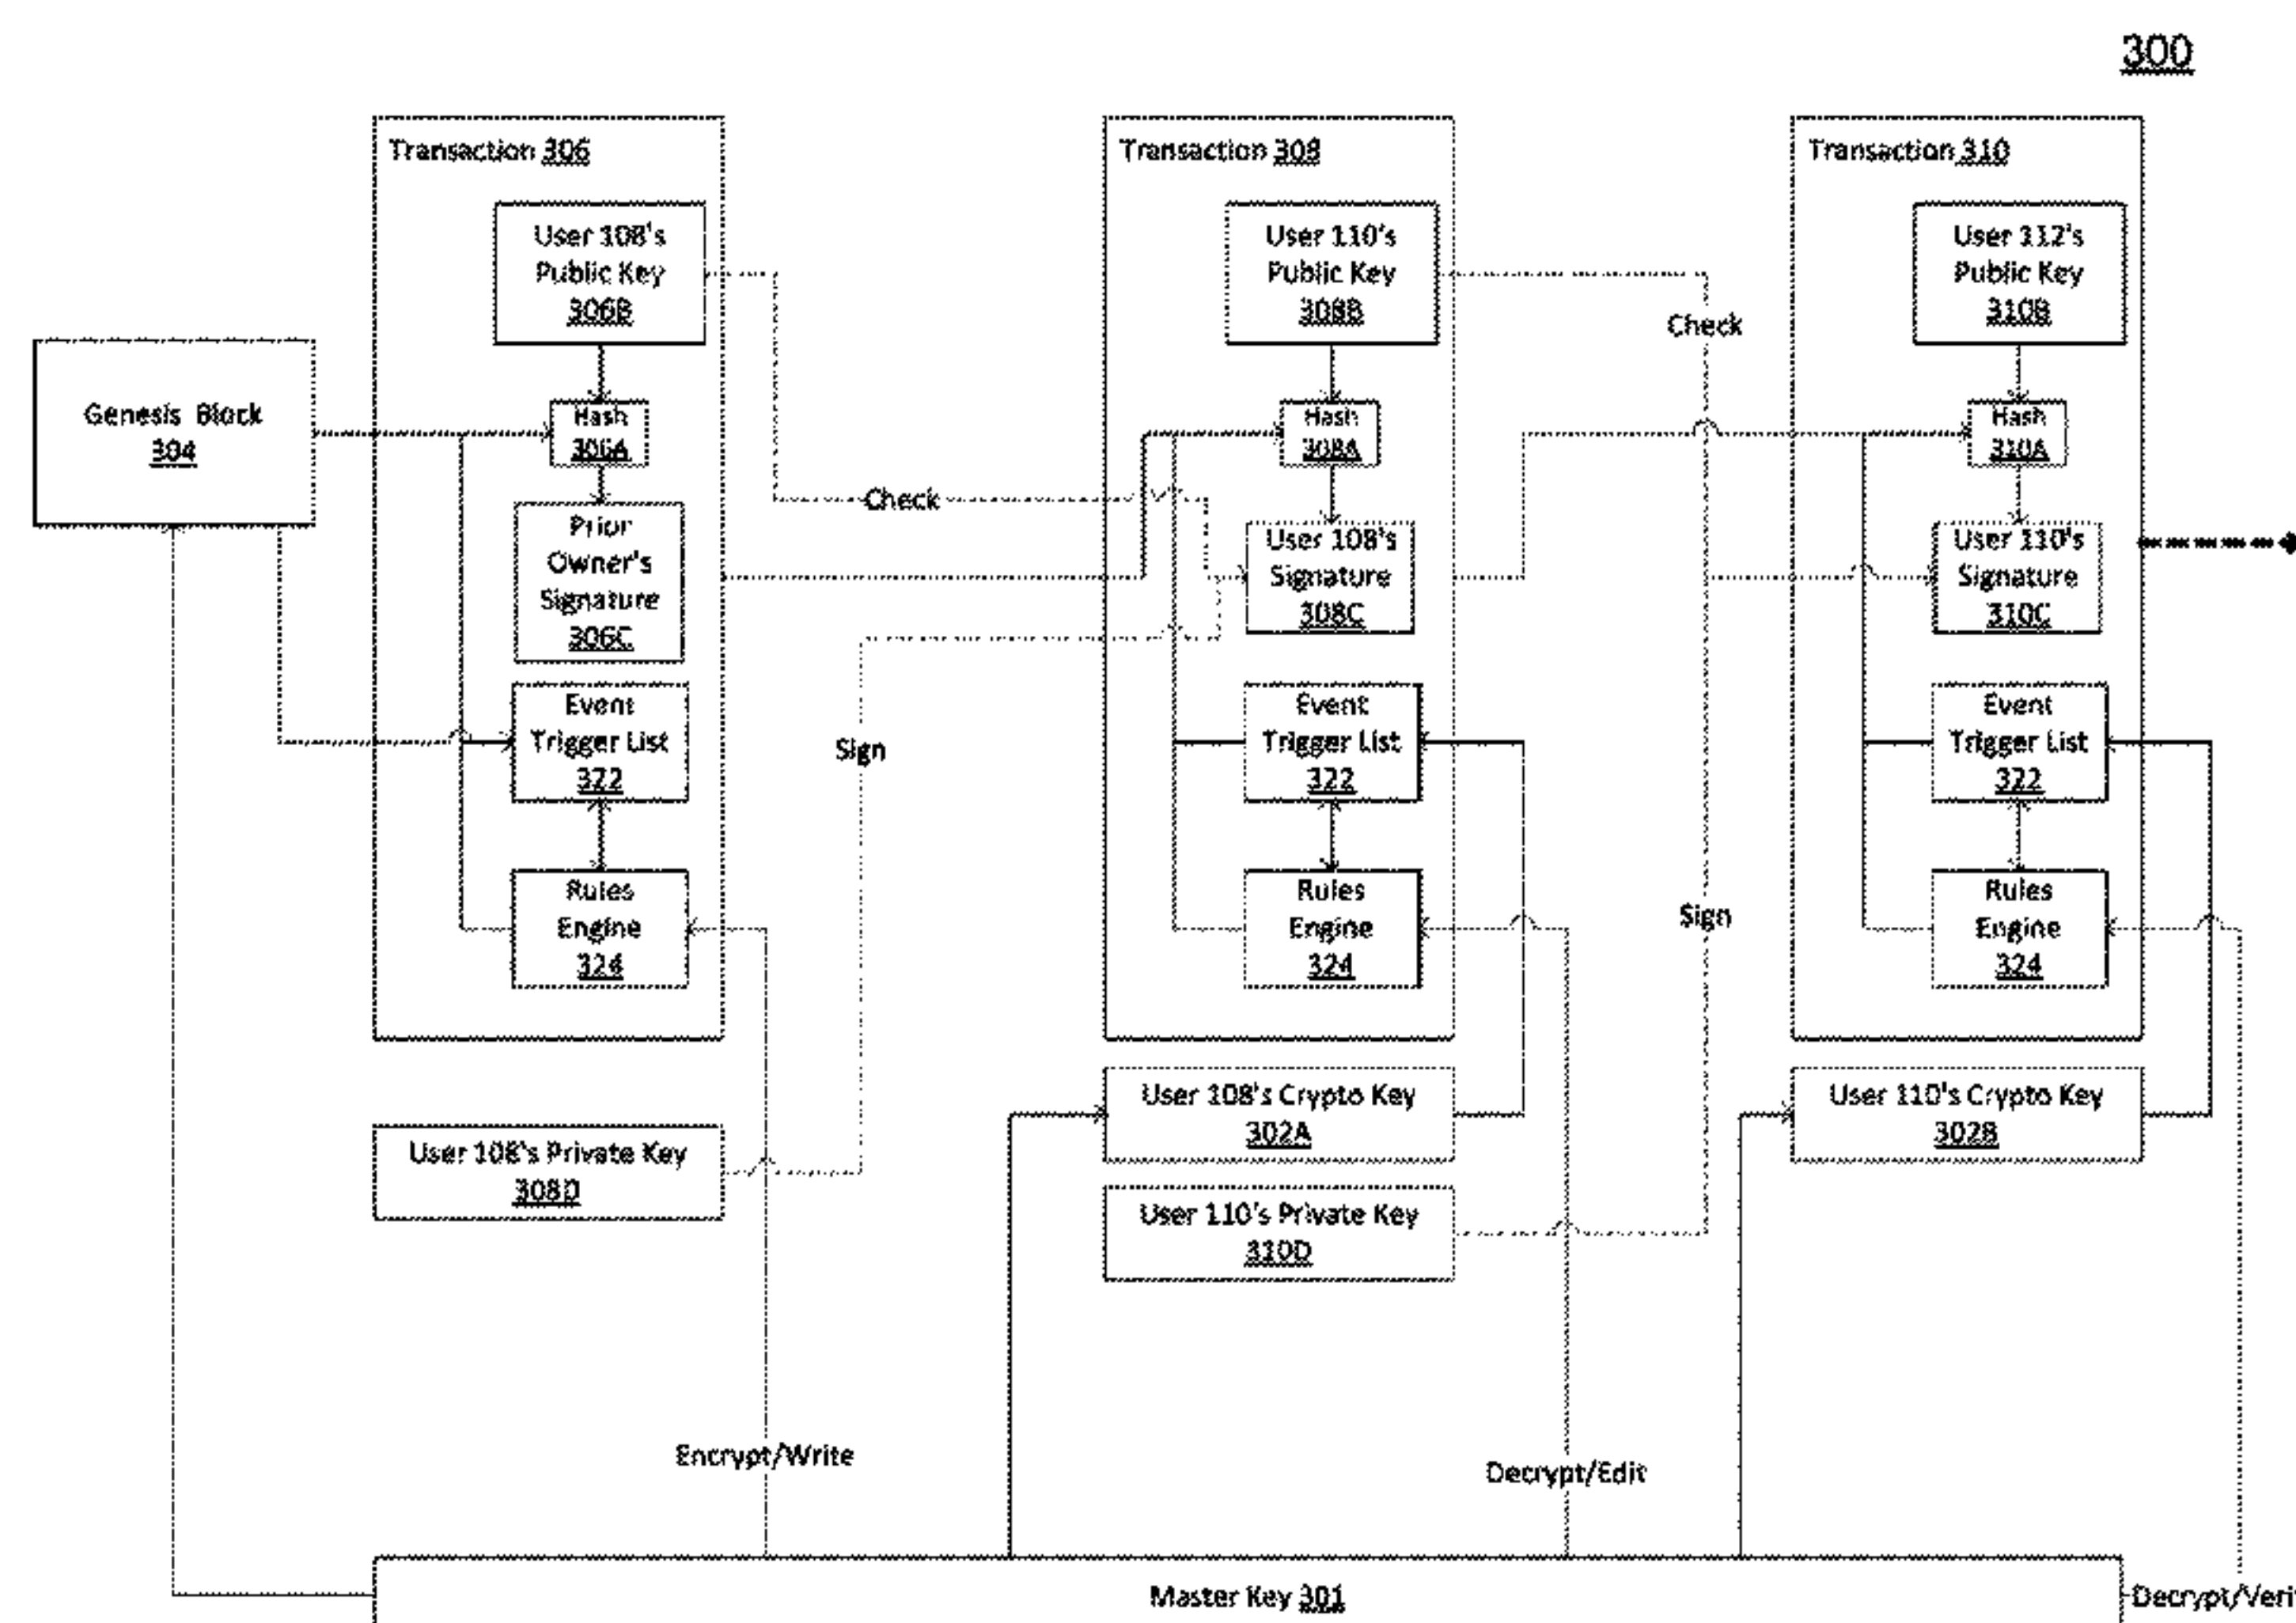 300
Transaction 306
User 108's
Public Key
306B
Hash
306A
Prior
Owner's
Signature
306C
Event
Trigger List
322
Rules
Engine
324
Genesis Block
304
Check
Sign
Transaction 308
User 110's
Public Key
308B
Hash
308A
User 108's
Signature
308C
Event
Trigger List
322
Rules
Engine
324
Check
Sign
Transaction 310
User 112's
Public Key
310B
Hash
310A
User 110's
Signature
310C
Event
Trigger List
322
Rules
Engine
324
User 108's Private Key
308D
User 108's Crypto Key
302A
User 110's Private Key
310D
User 110's Crypto Key
302B
Encrypt/Write
Decrypt/Edit
Master Key 301
Decrypt/Veri